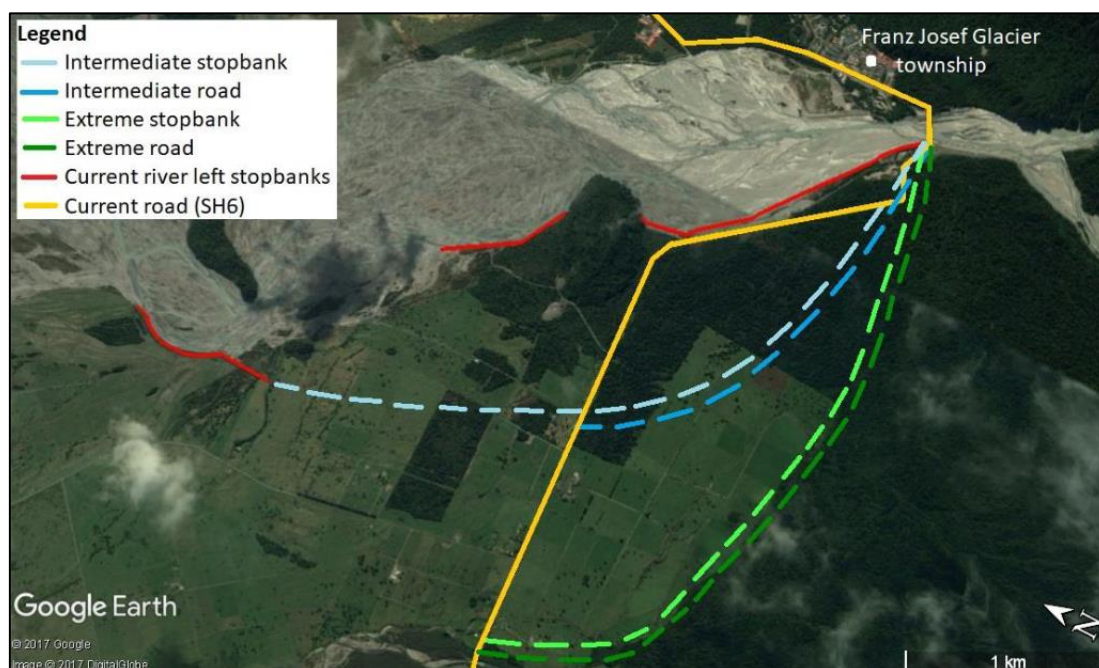 Legend
Intermediate stopbank
Intermediate road
Extreme stopbank
Extreme road
Current river left stopbanks
Current road (SH6)
Franz Josef Glacier
township
Google Earth
© 2017 Google
Image © 2017 DigitalGlobe
N
1 km